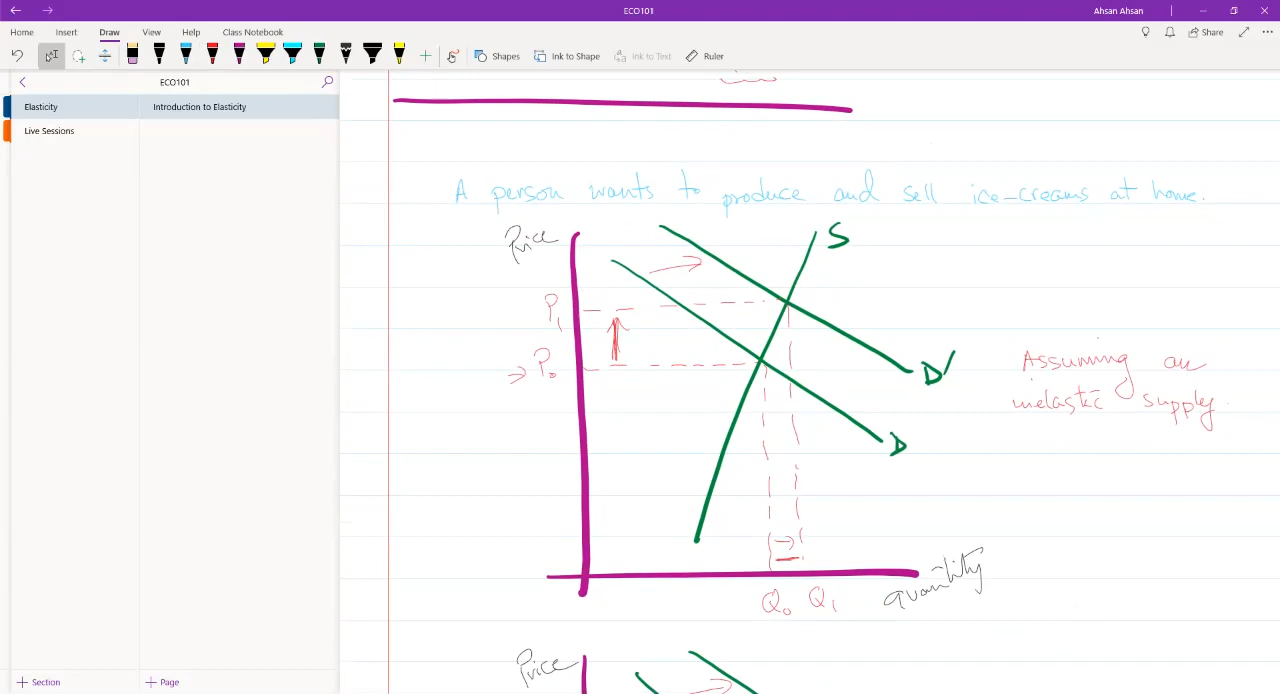 ECO101
Ahsan Ahsan
Home
Insert
Draw
View
Help
Class Notebook
Share
Shapes
Ink to Shape
Ink to Text
Ruler
ECO101
Elasticity
Introduction to Elasticity
Live Sessions
A person wants to produce and sell ice-creams at home.
Price
S
P₁
P₀
D'
D
Assuming an
inelastic supply.
Q₀ Q₁
quantity
Price
+ Section
+ Page